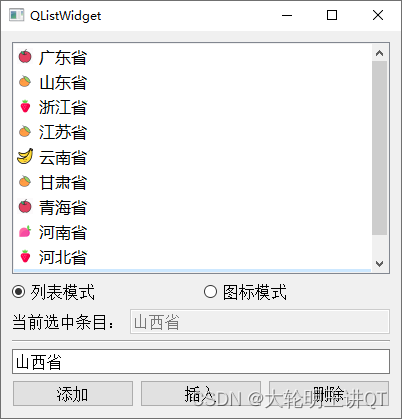 QListWidget
广东省
山东省
浙江省
江苏省
云南省
甘肃省
青海省
河南省
河北省
列表模式 图标模式
当前选中条目： 山西省
山西省
添加 插入 删除
CSDN @大轮明王讲QT